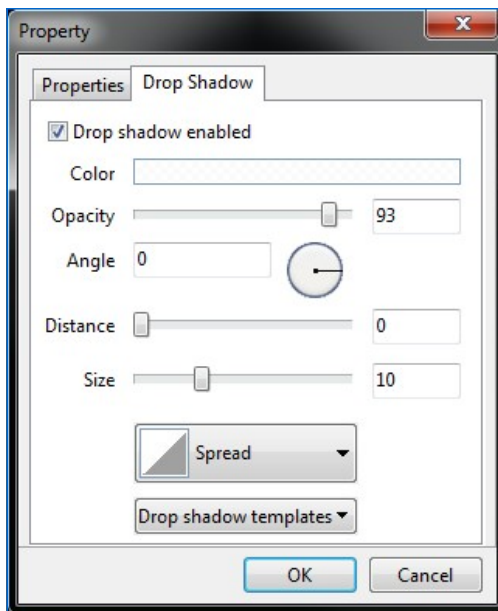 Property
Properties Drop Shadow
Drop shadow enabled
Color
Opacity 93
Angle 0
Distance 0
Size 10
Spread
Drop shadow templates
OK Cancel